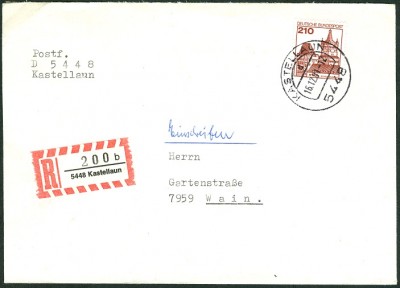 Postf.
D 5448
Kastellaun
DEUTSCHE BUNDESPOST
210
KASTELLAUN
5448
Einschreiben
R
200 b
5448 Kastellaun
Herrn
Gartenstraße
7959 Wain.